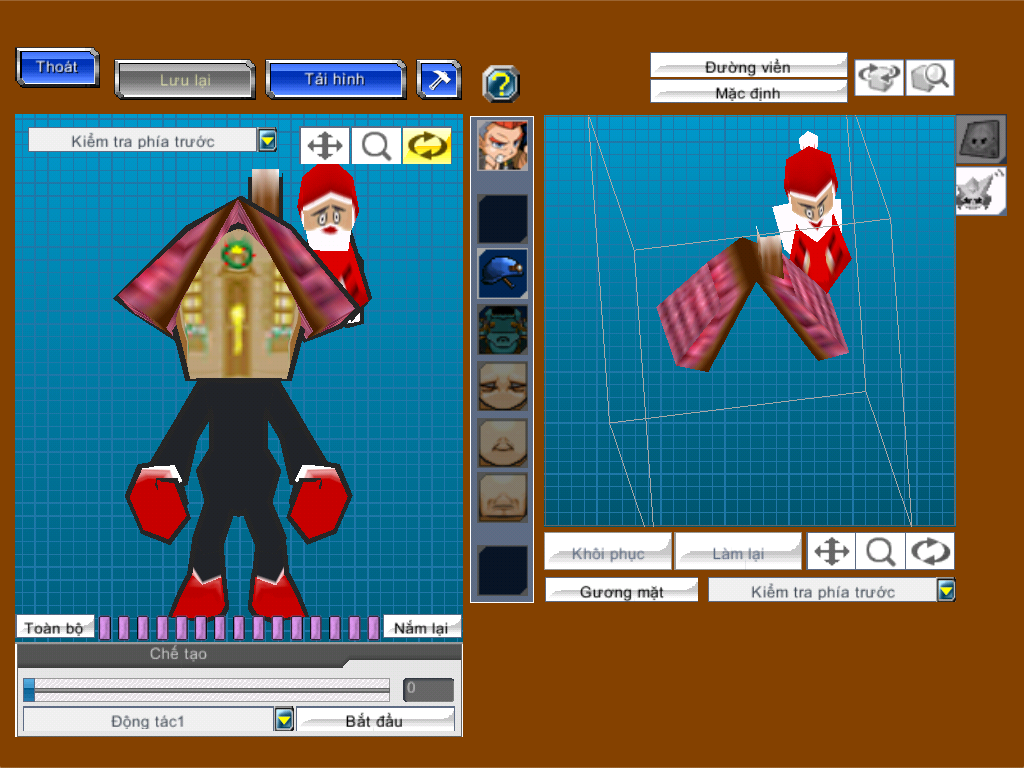 Thoát
Lưu lại
Tải hình
?
Đường viền
Mặc định
Kiểm tra phía trước
Khôi phục
Làm lại
Gương mặt
Kiểm tra phía trước
Toàn bộ
Nắm lại
Chế tạo
0
Động tác1
Bắt đầu